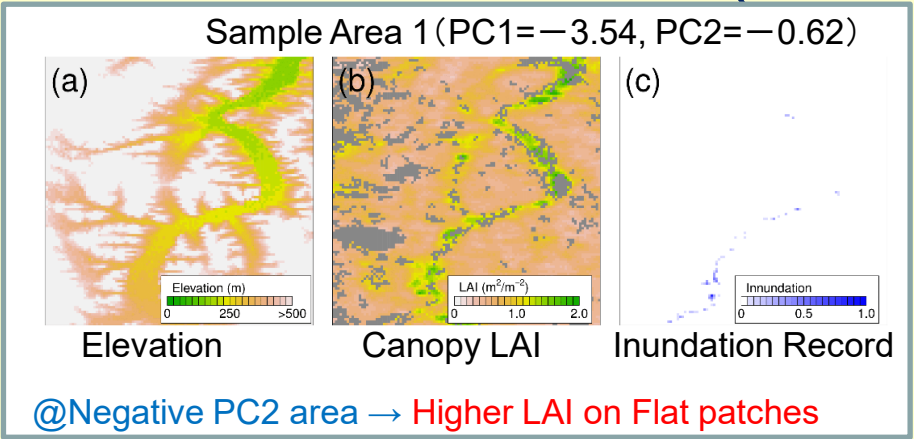 Sample Area 1（PC1=－3.54, PC2=－0.62）
(a)
(b)
(c)
Elevation (m)
0 250 >500
LAI (m²/m⁻²)
0 1.0 2.0
Innundation
0 0.5 1.0
Elevation
Canopy LAI
Inundation Record
@Negative PC2 area → Higher LAI on Flat patches